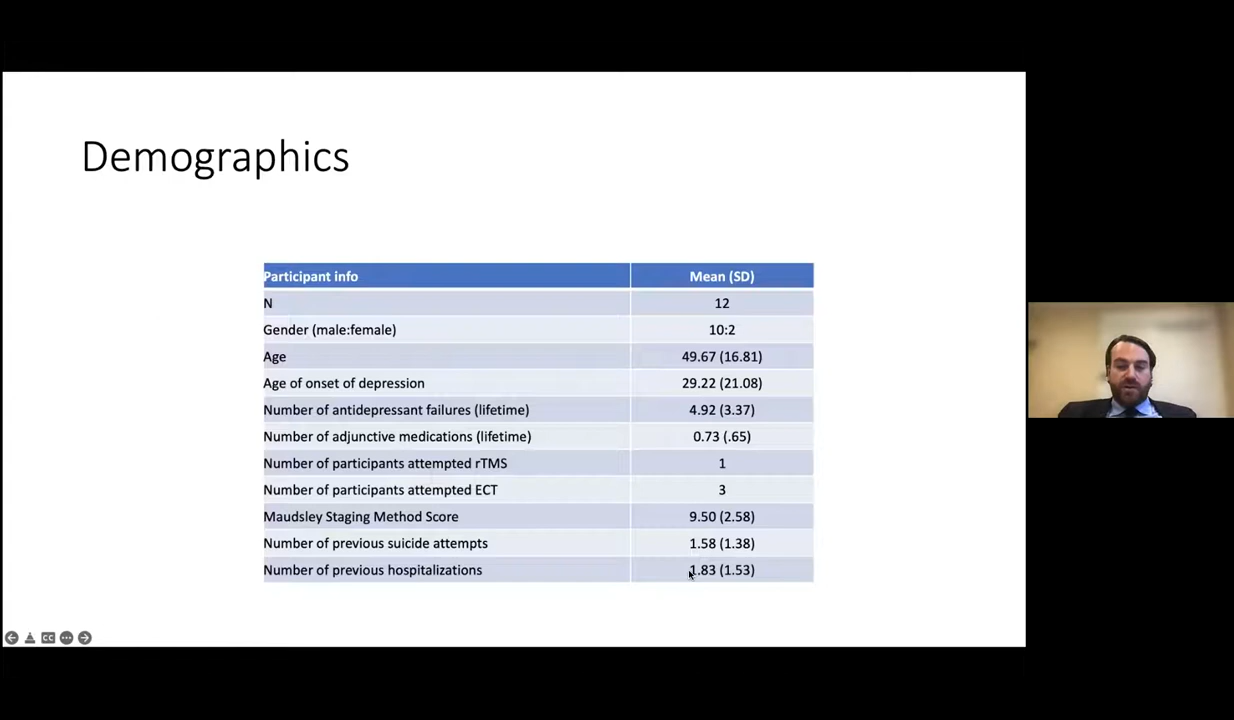 Demographics
Participant info Mean (SD)
N 12
Gender (male:female) 10:2
Age 49.67 (16.81)
Age of onset of depression 29.22 (21.08)
Number of antidepressant failures (lifetime) 4.92 (3.37)
Number of adjunctive medications (lifetime) 0.73 (.65)
Number of participants attempted rTMS 1
Number of participants attempted ECT 3
Maudsley Staging Method Score 9.50 (2.58)
Number of previous suicide attempts 1.58 (1.38)
Number of previous hospitalizations 1.83 (1.53)
CC